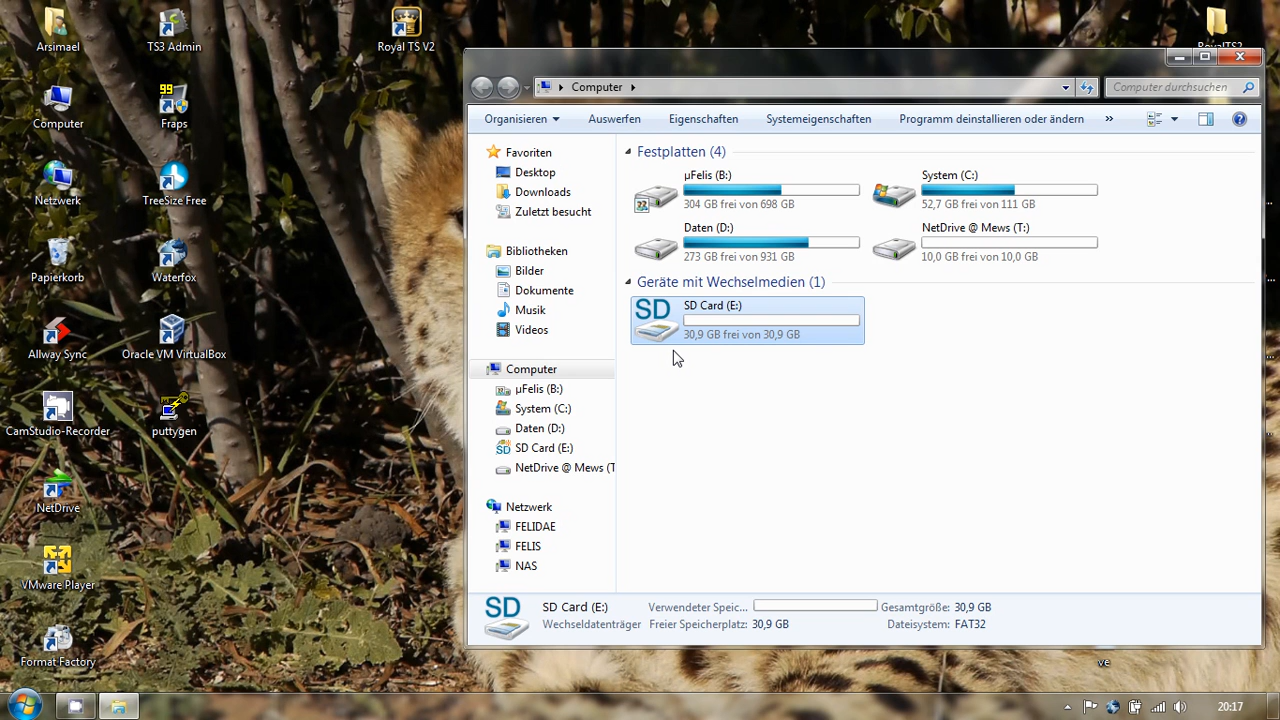 Arsimael
TS3 Admin
Royal TS V2
RoyalTS2
Computer
Fraps
99
Netzwerk
TreeSize Free
Papierkorb
Waterfox
Allway Sync
Oracle VM VirtualBox
CamStudio-Recorder
puttygen
NetDrive
VMware Player
Format Factory
Computer
Computer durchsuchen
Organisieren
Auswerfen
Eigenschaften
Systemeigenschaften
Programm deinstallieren oder ändern
»
Favoriten
Desktop
Downloads
Zuletzt besucht
Bibliotheken
Bilder
Dokumente
Musik
Videos
Computer
µFelis (B:)
System (C:)
Daten (D:)
SD
SD Card (E:)
NetDrive @ Mews (T
Netzwerk
FELIDAE
FELIS
NAS
Festplatten (4)
µFelis (B:)
304 GB frei von 698 GB
System (C:)
52,7 GB frei von 111 GB
Daten (D:)
273 GB frei von 931 GB
NetDrive @ Mews (T:)
10,0 GB frei von 10,0 GB
Geräte mit Wechselmedien (1)
SD
SD Card (E:)
30,9 GB frei von 30,9 GB
SD
SD Card (E:)
Verwendeter Speic...
Gesamtgröße: 30,9 GB
Wechseldatenträger
Freier Speicherplatz: 30,9 GB
Dateisystem: FAT32
ve
20:17